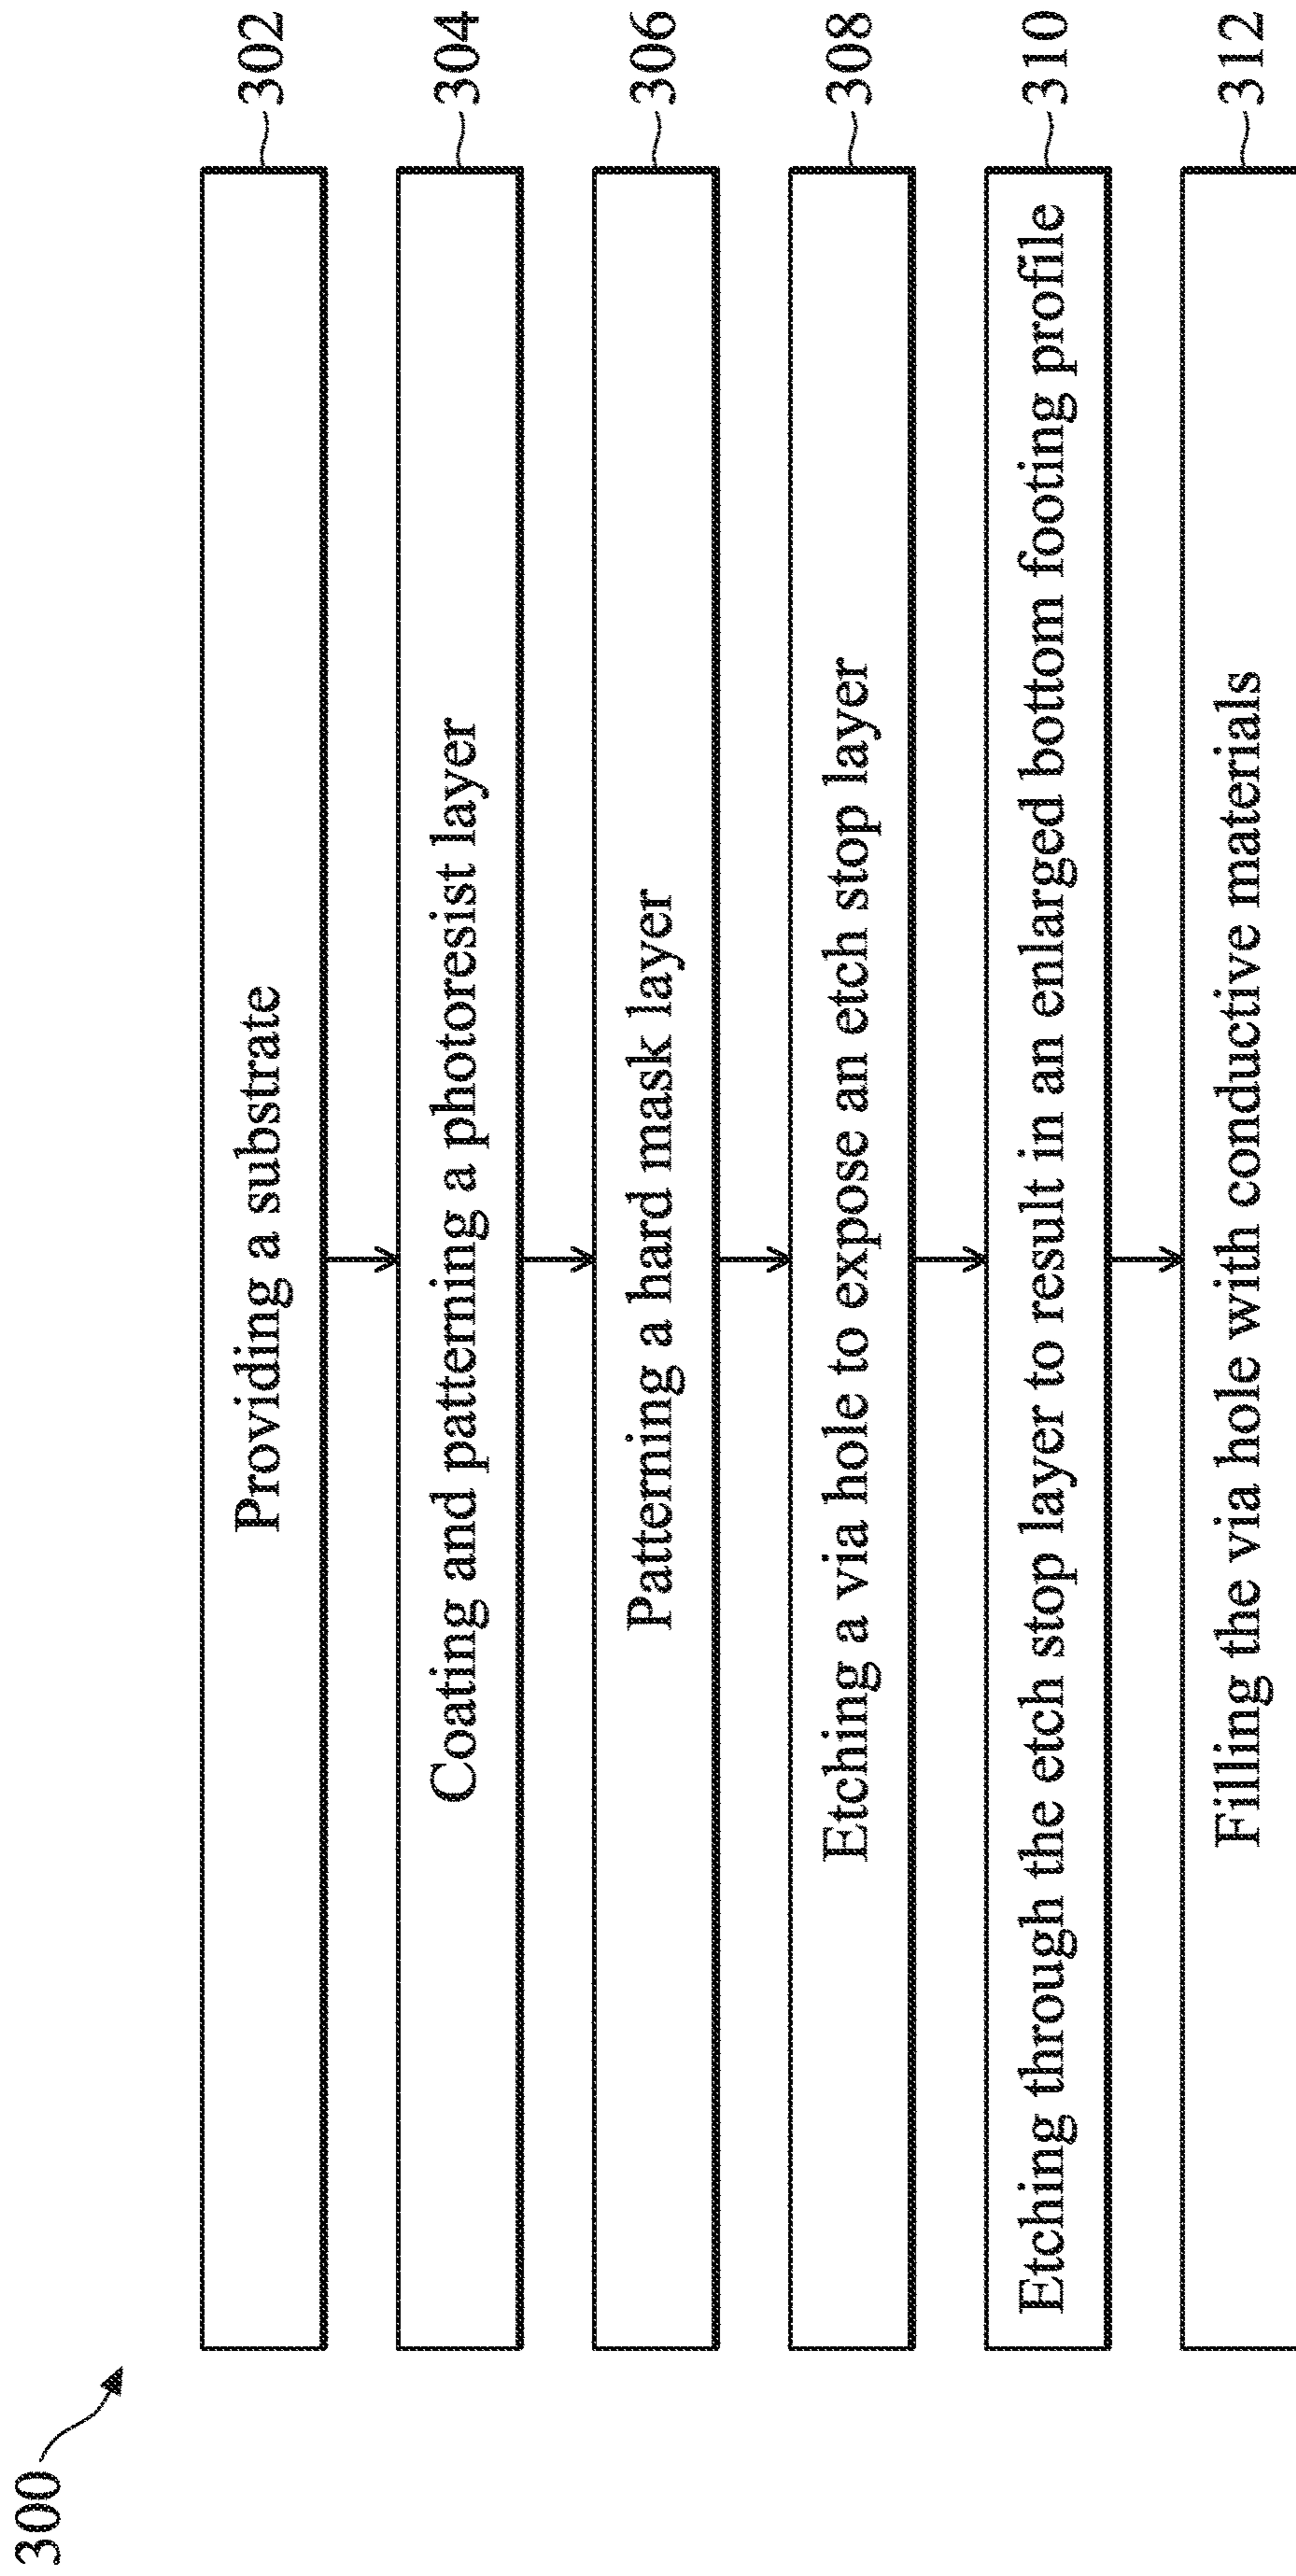 300
Providing a substrate
302
Coating and patterning a photoresist layer
304
Patterning a hard mask layer
306
Etching a via hole to expose an etch stop layer
308
Etching through the etch stop layer to result in an enlarged bottom footing profile
310
Filling the via hole with conductive materials
312